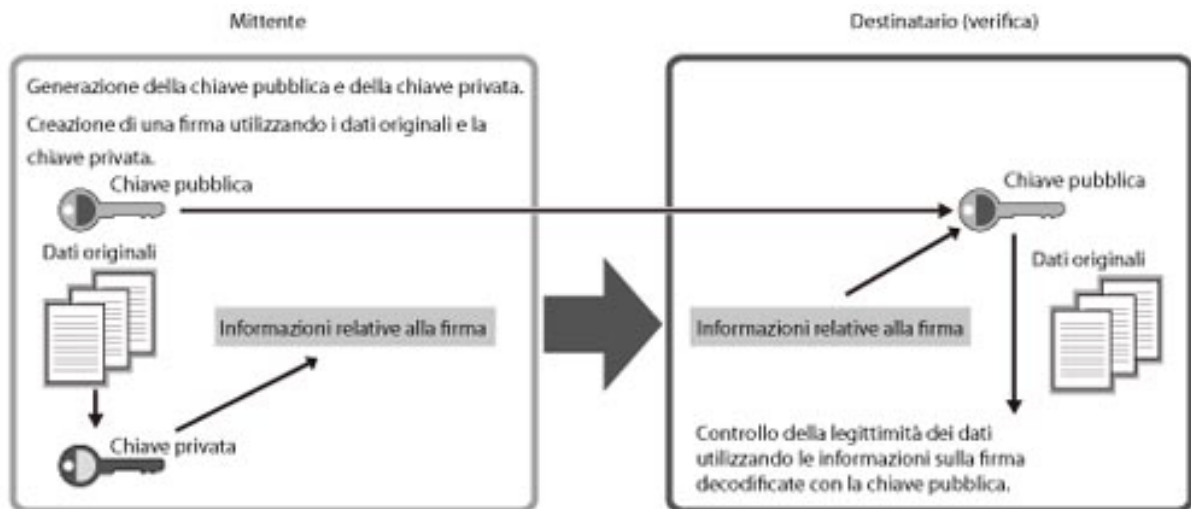 Mittente
Generazione della chiave pubblica e della chiave privata.
Creazione di una firma utilizzando i dati originali e la
chiave privata.
Chiave pubblica
Dati originali
Informazioni relative alla firma
Chiave privata
Destinatario (verifica)
Chiave pubblica
Dati originali
Informazioni relative alla firma
Controllo della legittimità dei dati
utilizzando le informazioni sulla firma
decodificate con la chiave pubblica.